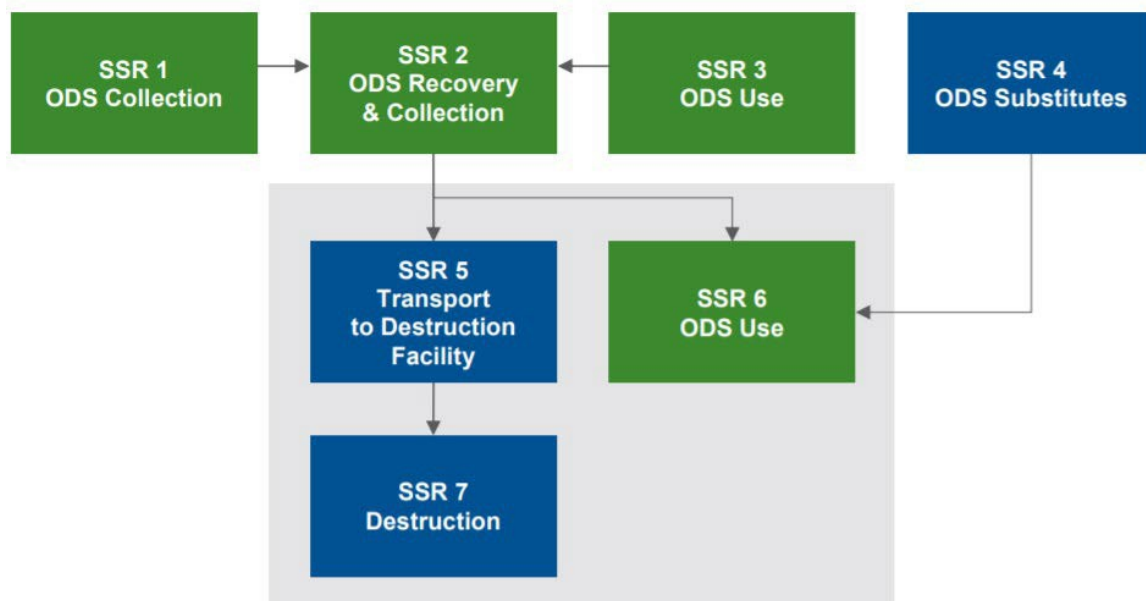 SSR 1
ODS Collection
SSR 2
ODS Recovery
& Collection
SSR 3
ODS Use
SSR 4
ODS Substitutes
SSR 5
Transport
to Destruction
Facility
SSR 6
ODS Use
SSR 7
Destruction